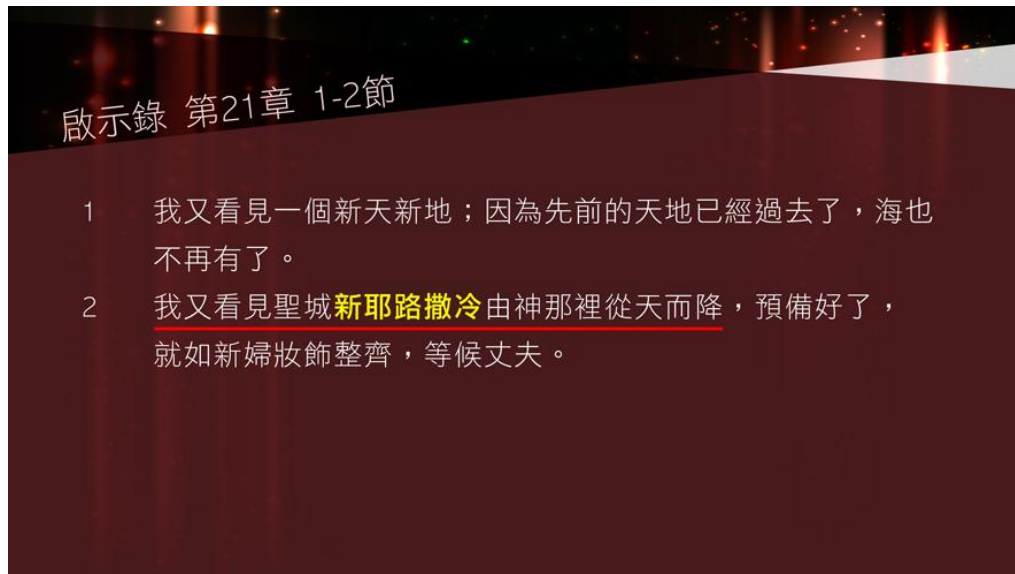 啟示錄 第21章 1-2節
1 我又看見一個新天新地；因為先前的天地已經過去了，海也
不再有了。
2 我又看見聖城新耶路撒冷由神那裡從天而降，預備好了，
就如新婦妝飾整齊，等候丈夫。